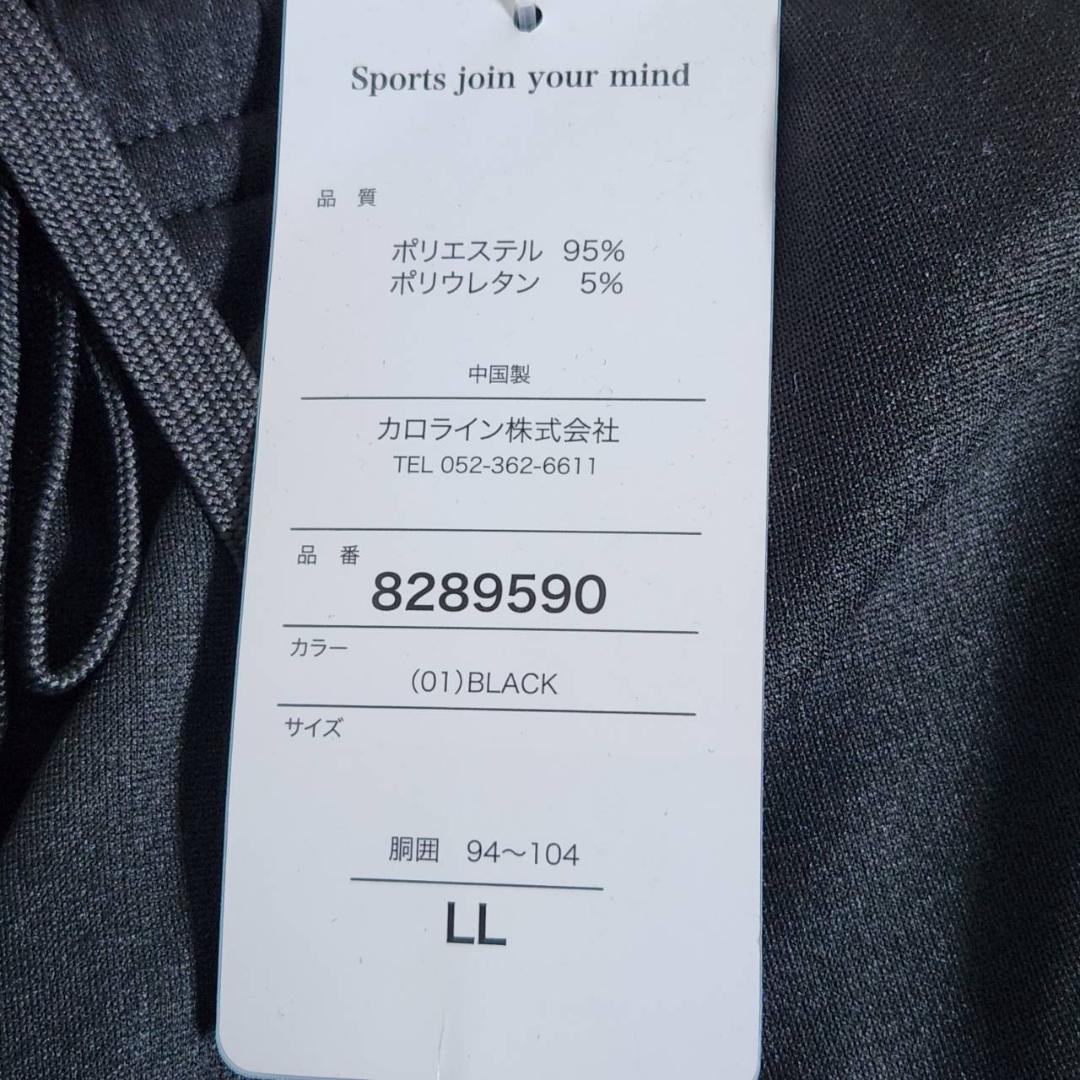 Sports join your mind
品 質
ポリエステル 95%
ポリウレタン 5%
中国製
カロライン株式会社
TEL 052-362-6611
品 番
8289590
カラー
(01)BLACK
サイズ
胴囲 94～104
LL